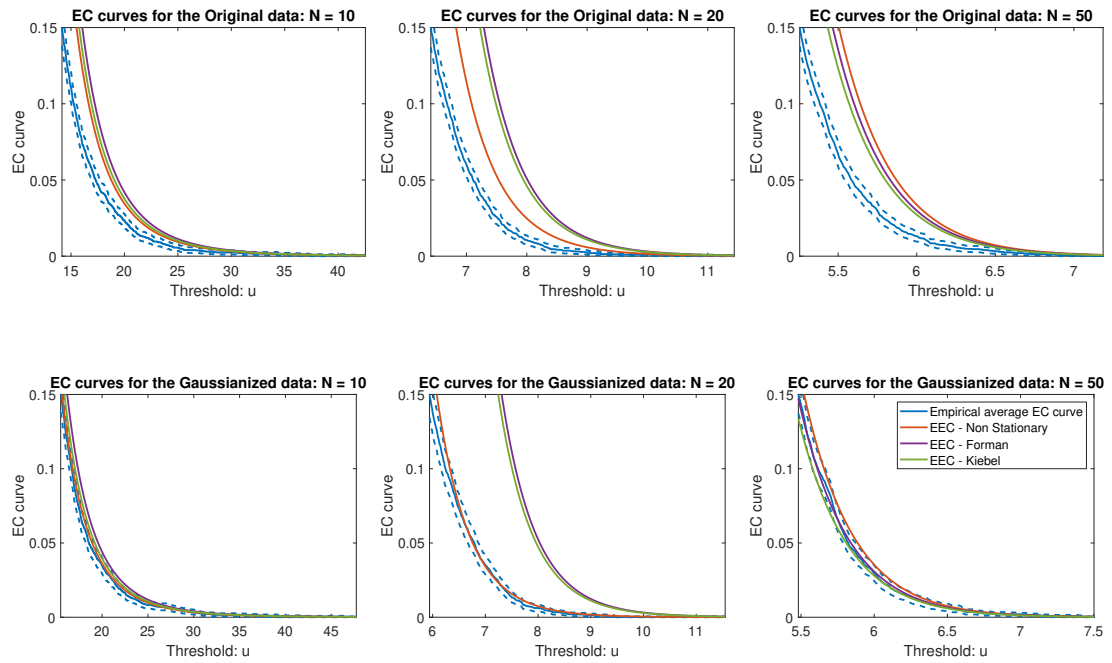 EC curves for the Original data: N = 10
EC curve
0.15
0.1
0.05
0
15 20 25 30 35 40
Threshold: u
EC curves for the Original data: N = 20
EC curve
0.15
0.1
0.05
0
7 8 9 10 11
Threshold: u
EC curves for the Original data: N = 50
EC curve
0.15
0.1
0.05
0
5.5 6 6.5 7
Threshold: u
EC curves for the Gaussianized data: N = 10
EC curve
0.15
0.1
0.05
0
20 25 30 35 40 45
Threshold: u
EC curves for the Gaussianized data: N = 20
EC curve
0.15
0.1
0.05
0
6 7 8 9 10 11
Threshold: u
EC curves for the Gaussianized data: N = 50
EC curve
0.15
0.1
0.05
0
5.5 6 6.5 7 7.5
Threshold: u
Empirical average EC curve
EEC - Non Stationary
EEC - Forman
EEC - Kiebel